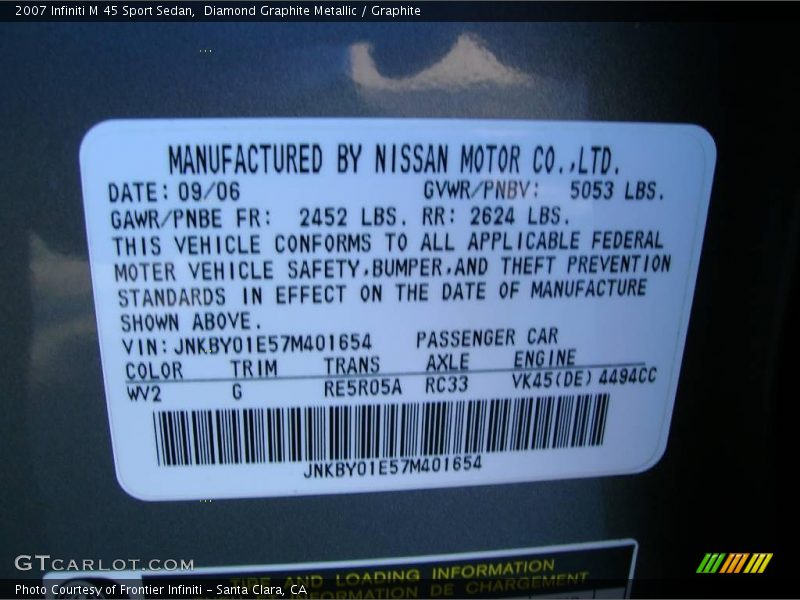 2007 Infiniti M 45 Sport Sedan,  Diamond Graphite Metallic / Graphite
MANUFACTURED BY NISSAN MOTOR CO.,LTD.
DATE: 09/06 GVWR/PNBV: 5053 LBS.
GAWR/PNBE FR: 2452 LBS. RR: 2624 LBS.
THIS VEHICLE CONFORMS TO ALL APPLICABLE FEDERAL
MOTER VEHICLE SAFETY,BUMPER,AND THEFT PREVENTION
STANDARDS IN EFFECT ON THE DATE OF MANUFACTURE
SHOWN ABOVE.
VIN: JNKBY01E57M401654 PASSENGER CAR
COLOR TRIM TRANS AXLE ENGINE
WV2 G RE5R05A RC33 VK45(DE) 4494CC
JNKBY01E57M401654
TIRE AND LOADING INFORMATION
INFORMATION DE CHARGEMENT
GTCARLOT.COM
Photo Courtesy of Frontier Infiniti - Santa Clara, CA